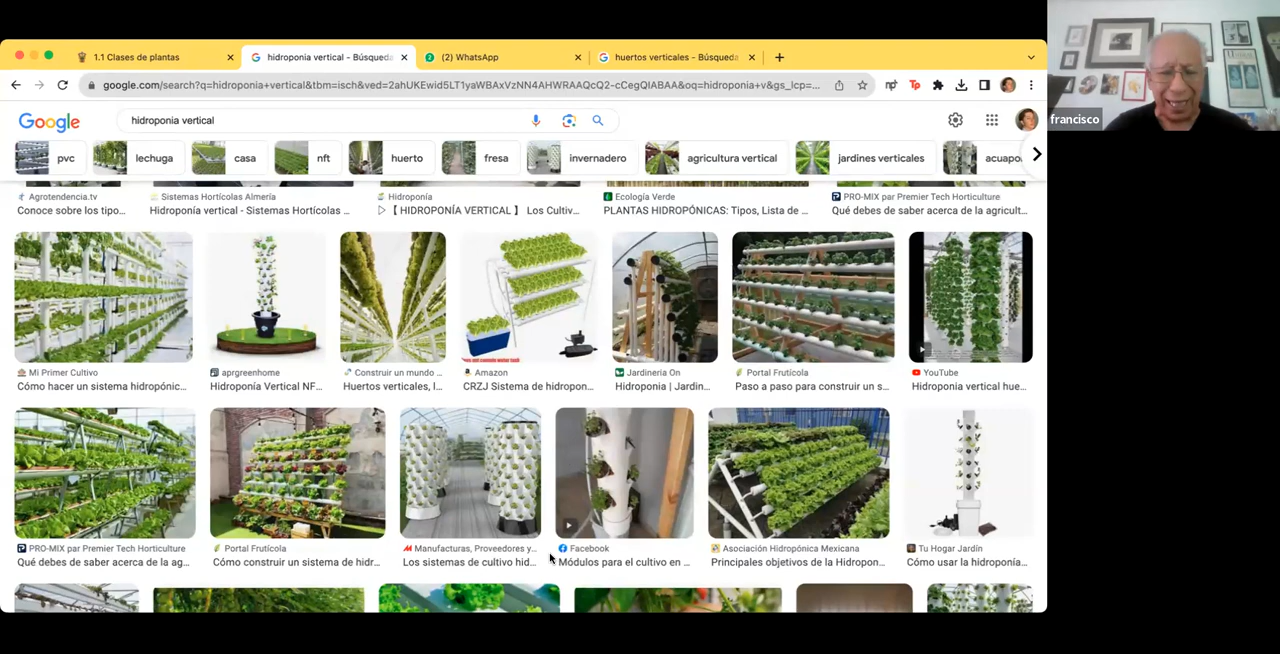 1.1 Clases de plantas
hidroponia vertical - Búsqueda
(2) WhatsApp
huertos verticales - Búsqueda
google.com/search?q=hidroponia+vertical&tbm=isch&ved=2ahUKEwid5LT1yaWBAxVzNN4AHWRAAQcQ2-cCegQIABAA&oq=hidroponia+v&gs_lcp=...
Google
hidroponia vertical
pvc
lechuga
casa
nft
huerto
fresa
invernadero
agricultura vertical
jardines verticales
acuapo
francisco
Agrotendencia.tv
Sistemas Hortícolas Almería
Hidroponía
Ecología Verde
PRO-MIX par Premier Tech Horticulture
Conoce sobre los tipo...
Hidroponía vertical - Sistemas Hortícolas ...
▷【 HIDROPONÍA VERTICAL 】 Los Cultiv...
PLANTAS HIDROPÓNICAS: Tipos, Lista de ...
Qué debes de saber acerca de la agricult...
Mi Primer Cultivo
aprgreenhome
Construir un mundo ...
Amazon
Jardineria On
Portal Frutícola
YouTube
Cómo hacer un sistema hidropónic...
Hidroponía Vertical NF...
Huertos verticales, l...
CRZJ Sistema de hidropon...
Hidroponia | Jardin...
Paso a paso para construir un s...
Hidroponia vertical hue...
PRO-MIX par Premier Tech Horticulture
Portal Frutícola
Manufacturas, Proveedores y...
Facebook
Asociación Hidropónica Mexicana
Tu Hogar Jardín
Qué debes de saber acerca de la ag...
Cómo construir un sistema de hidr...
Los sistemas de cultivo hid...
Módulos para el cultivo en ...
Principales objetivos de la Hidropon...
Cómo usar la hidroponía...